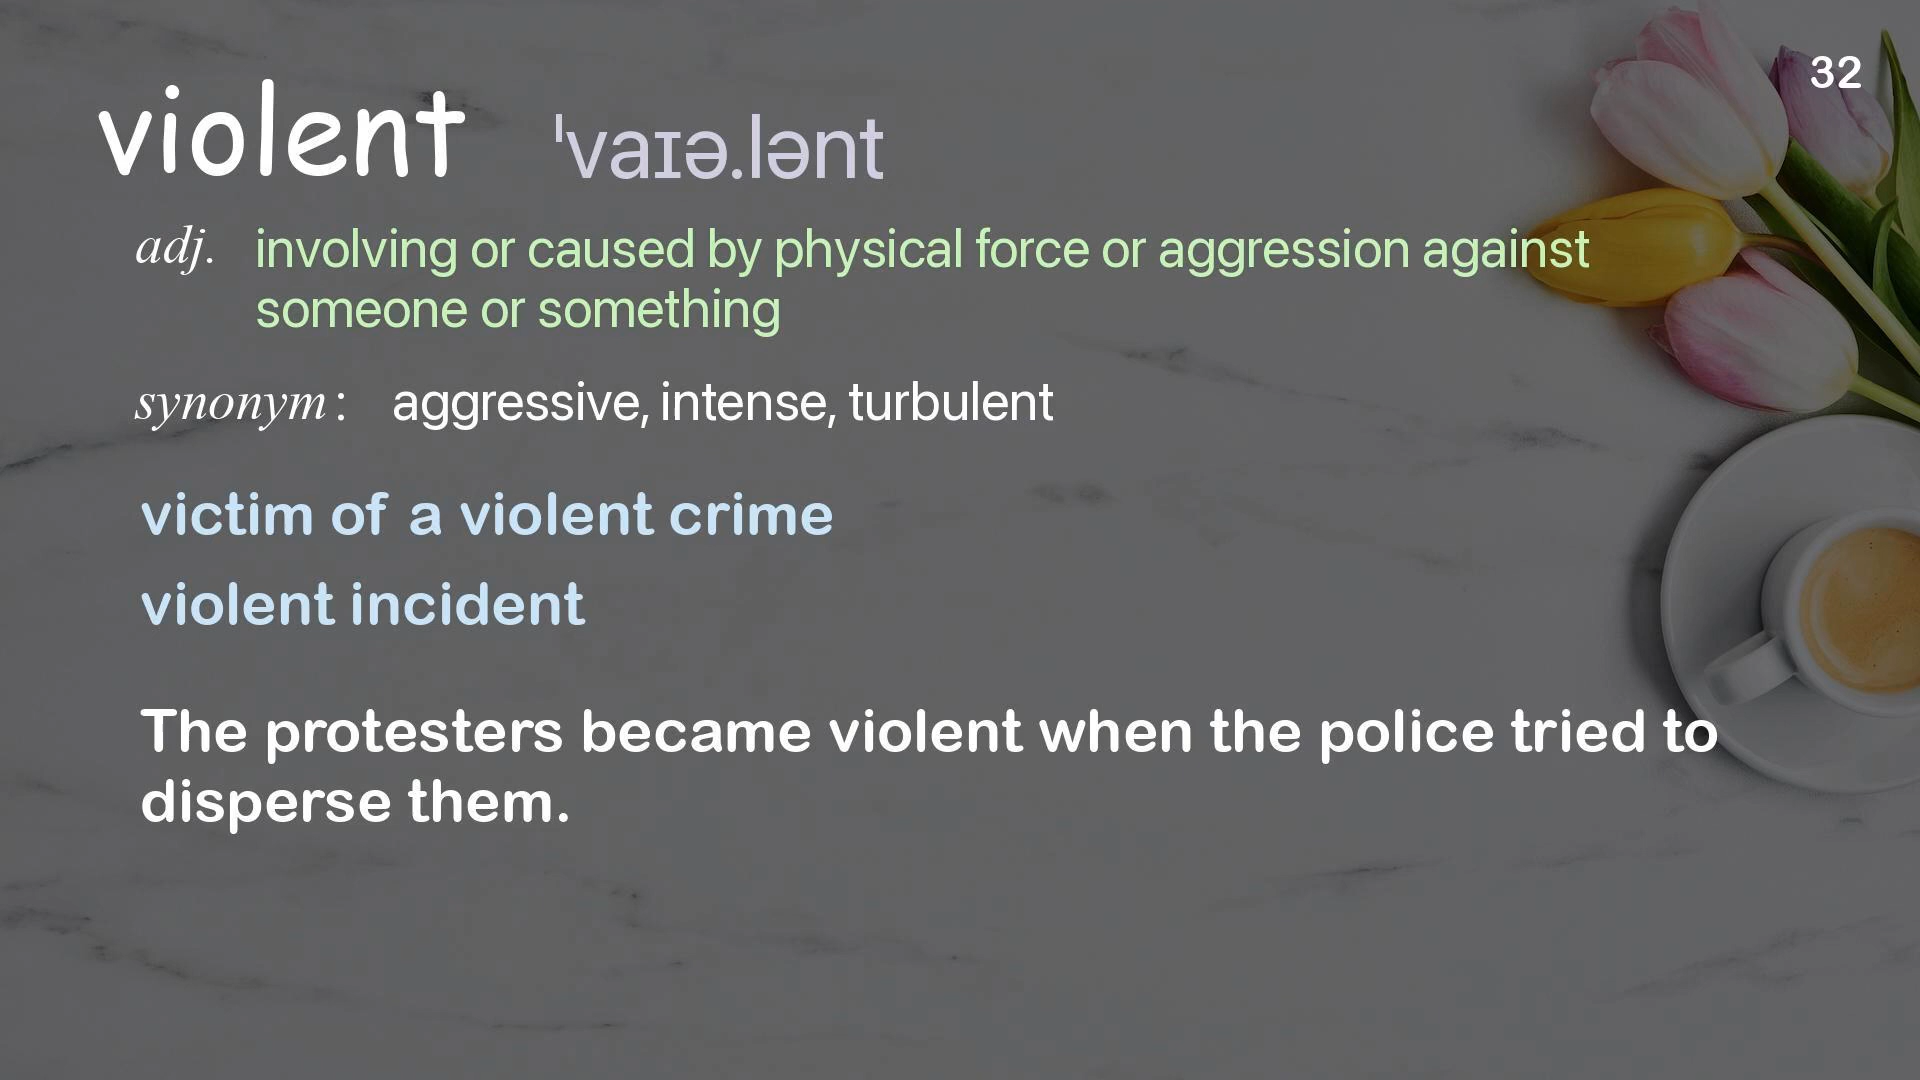 32
violent ˈvaɪə.lənt
adj. involving or caused by physical force or aggression against
someone or something
synonym: aggressive, intense, turbulent
victim of a violent crime
violent incident
The protesters became violent when the police tried to
disperse them.